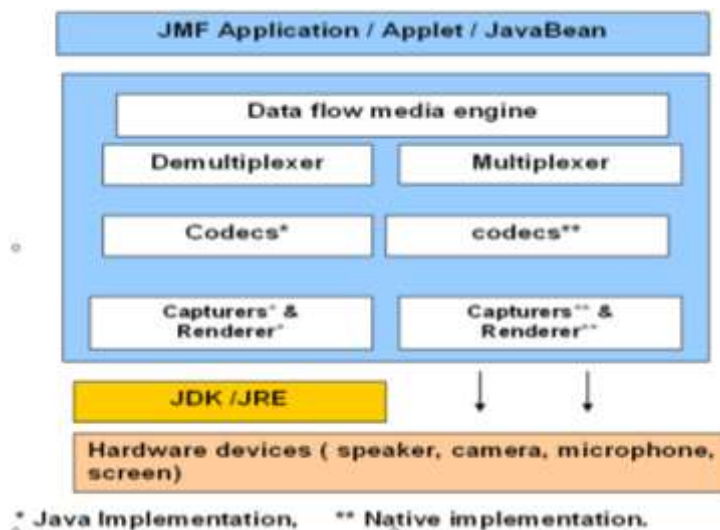 JMF Application / Applet / JavaBean
Data flow media engine
Demultiplexer
Multiplexer
Codecs*
codecs**
Capturers* &
Renderer*
Capturers** &
Renderer**
JDK /JRE
Hardware devices ( speaker, camera, microphone,
screen)
* Java Implementation, ** Native implementation.